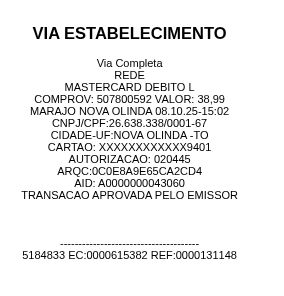 VIA ESTABELECIMENTO
Via Completa
REDE
MASTERCARD DEBITO L
COMPROV: 507800592 VALOR: 38,99
MARAJO NOVA OLINDA 08.10.25-15:02
CNPJ/CPF:26.638.338/0001-67
CIDADE-UF:NOVA OLINDA -TO
CARTAO: XXXXXXXXXXXX9401
AUTORIZACAO: 020445
ARQC:0C0E8A9E65CA2CD4
AID: A0000000043060
TRANSACAO APROVADA PELO EMISSOR
--------------------------------------
5184833 EC:0000615382 REF:0000131148